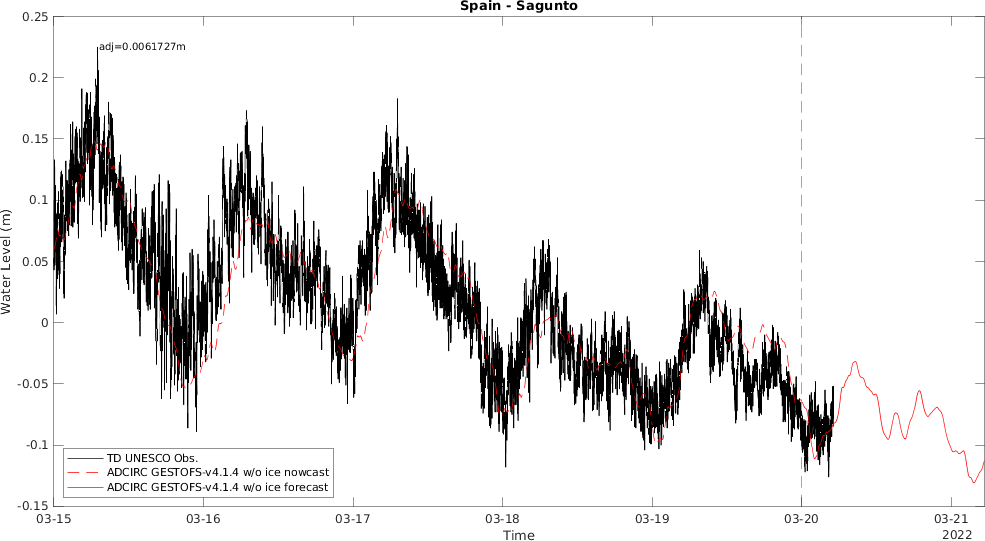 Spain - Sagunto
0.25
0.2
0.15
0.1
0.05
0
-0.05
-0.1
-0.15
Water Level (m)
adj=0.0061727m
TD UNESCO Obs.
ADCIRC GESTOFS-v4.1.4 w/o ice nowcast
ADCIRC GESTOFS-v4.1.4 w/o ice forecast
03-15 03-16 03-17 03-18 03-19 03-20 03-21
Time
2022